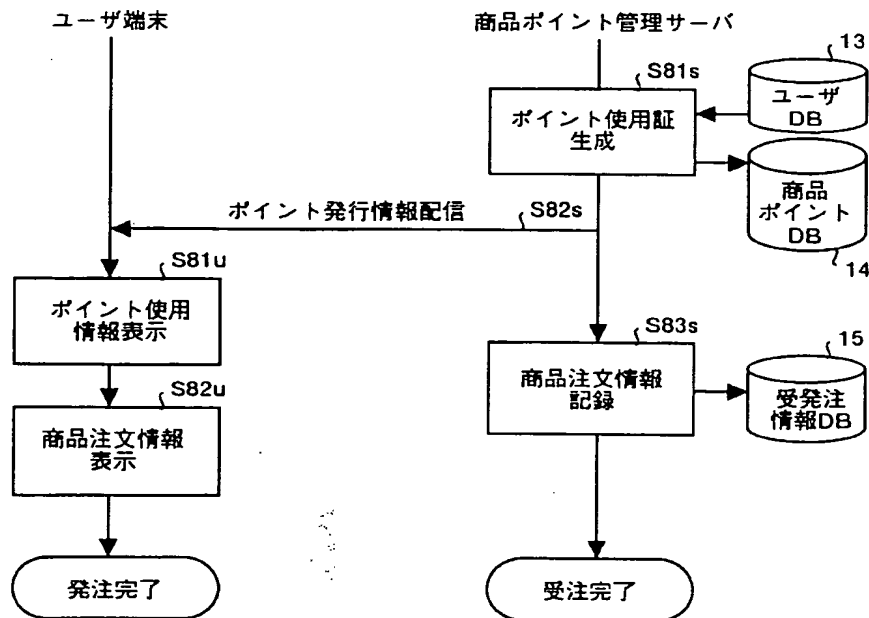 ユーザ端末
商品ポイント管理サーバ
S81s
13
ポイント使用証
生成
ユーザ
DB
商品
ポイント
DB
14
ポイント発行情報配信
S82s
S81u
ポイント使用
情報表示
S83s
商品注文情報
記録
15
受発注
情報DB
S82u
商品注文情報
表示
発注完了
受注完了